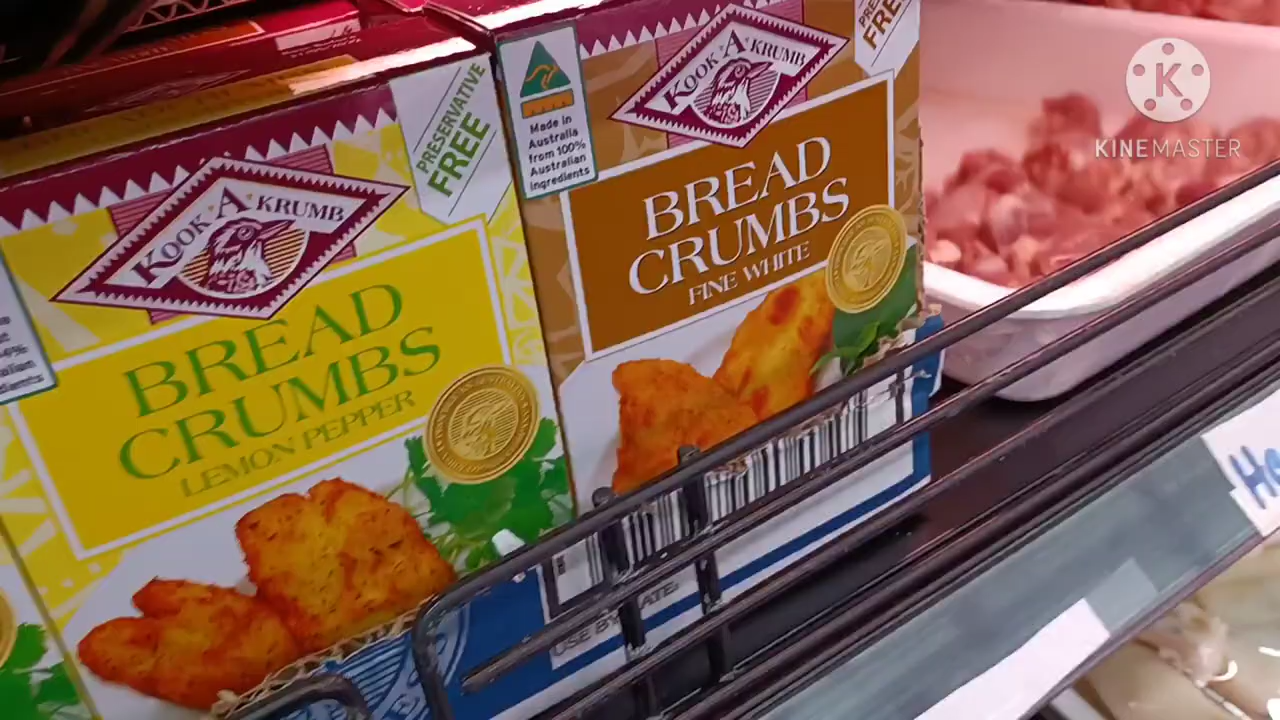 KOOK·A·KRUMB
PRESERVATIVE
FREE
BREAD
CRUMBS
LEMON PEPPER
Made in
Australia
from 100%
Australian
ingredients
KOOK·A·KRUMB
FREE
BREAD
CRUMBS
FINE WHITE
USE BY
KINEMASTER